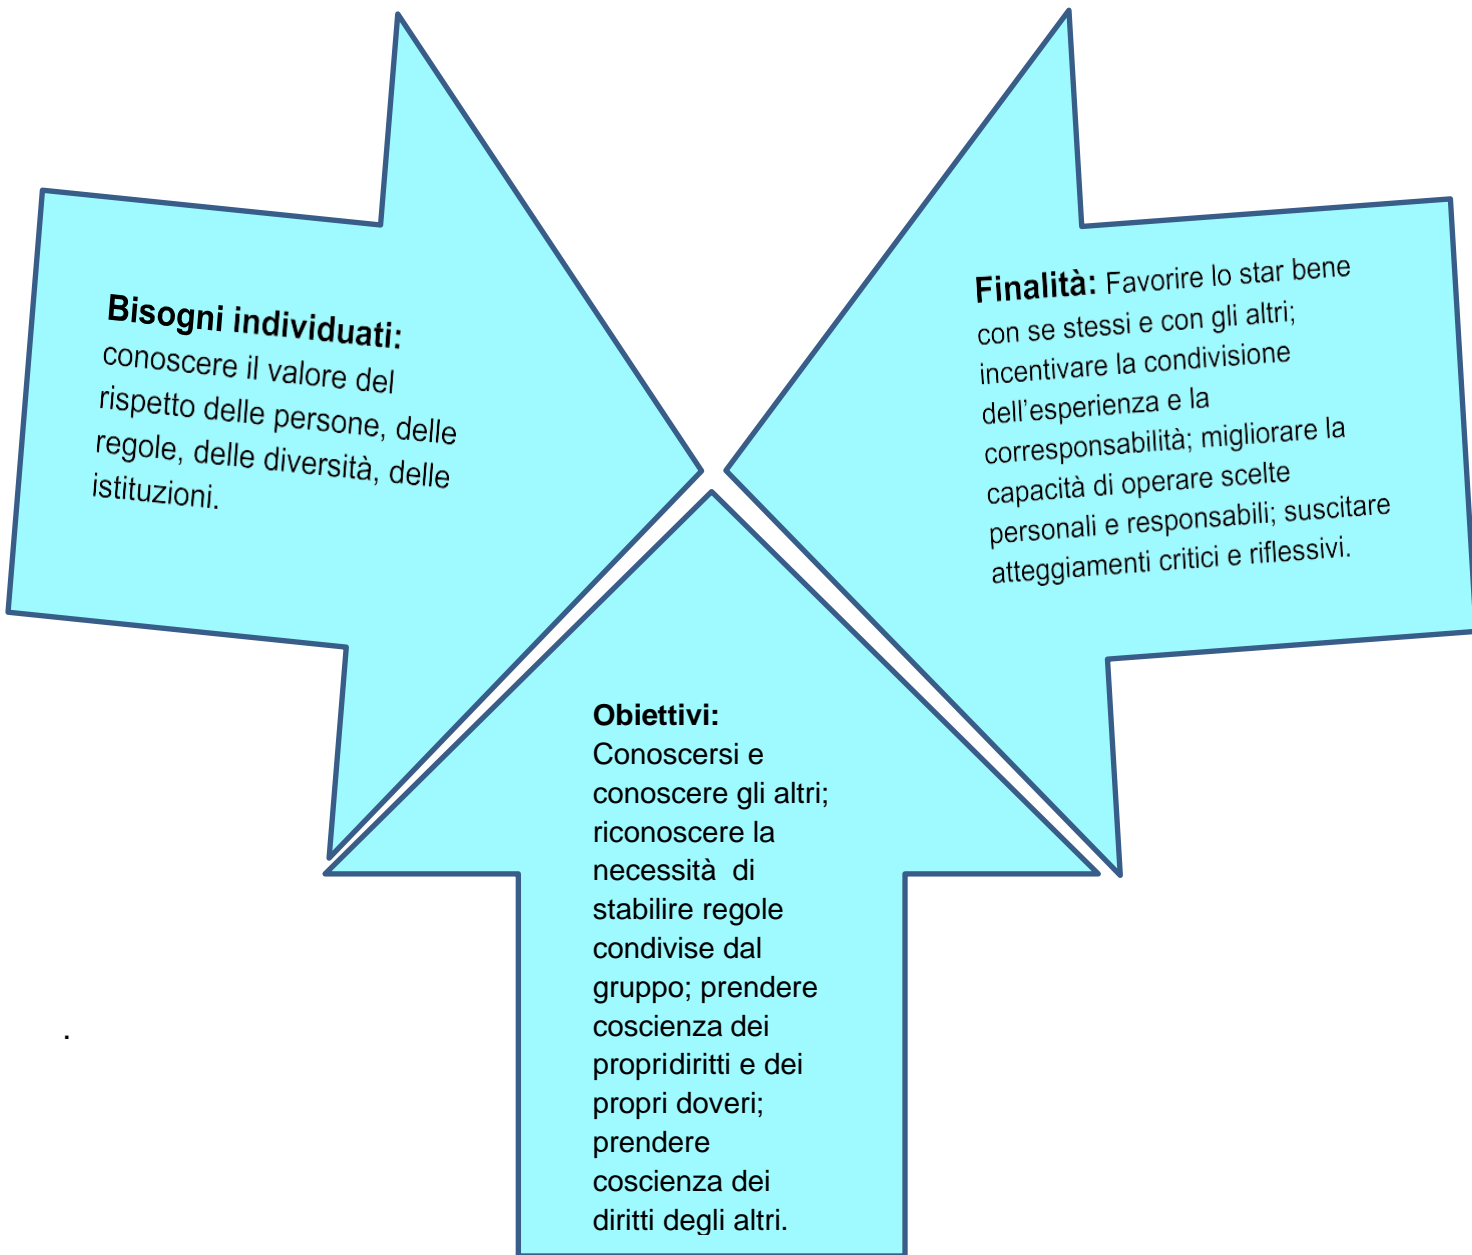 Bisogni individuati:
conoscere il valore del
rispetto delle persone, delle
regole, delle diversità, delle
istituzioni.
Finalità: Favorire lo star bene
con se stessi e con gli altri;
incentivare la condivisione
dell’esperienza e la
corresponsabilità; migliorare la
capacità di operare scelte
personali e responsabili; suscitare
atteggiamenti critici e riflessivi.
Obiettivi:
Conoscersi e
conoscere gli altri;
riconoscere la
necessità  di
stabilire regole
condivise dal
gruppo; prendere
coscienza dei
propridiritti e dei
propri doveri;
prendere
coscienza dei
diritti degli altri.
.